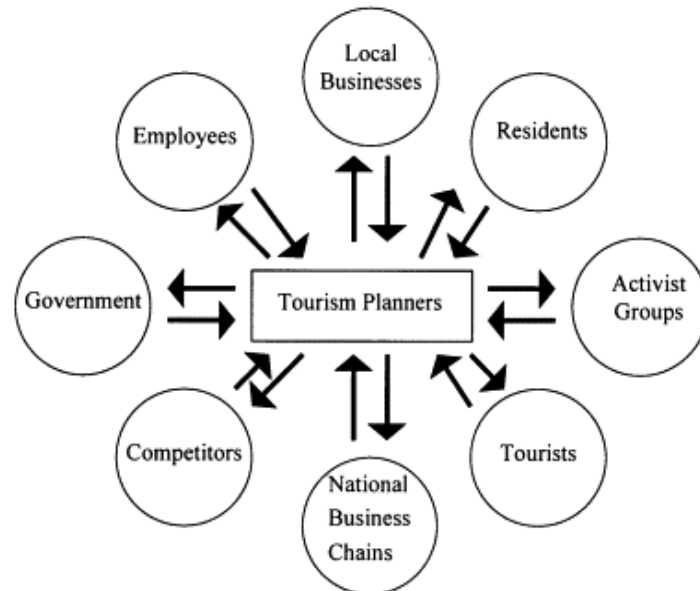 Local
Businesses
Employees
Residents
Government
Tourism Planners
Activist
Groups
Competitors
Tourists
National
Business
Chains